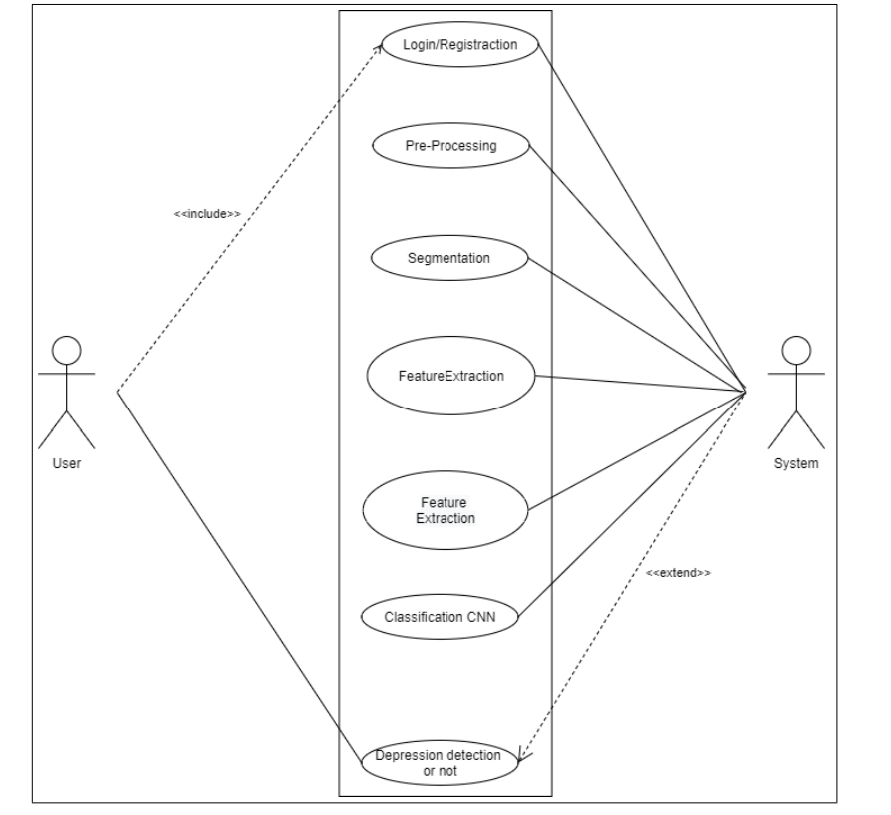 Login/Registraction
Pre-Processing
<<include>>
Segmentation
FeatureExtraction
User
System
Feature
Extraction
<<extend>>
Classification CNN
Depression detection
or not